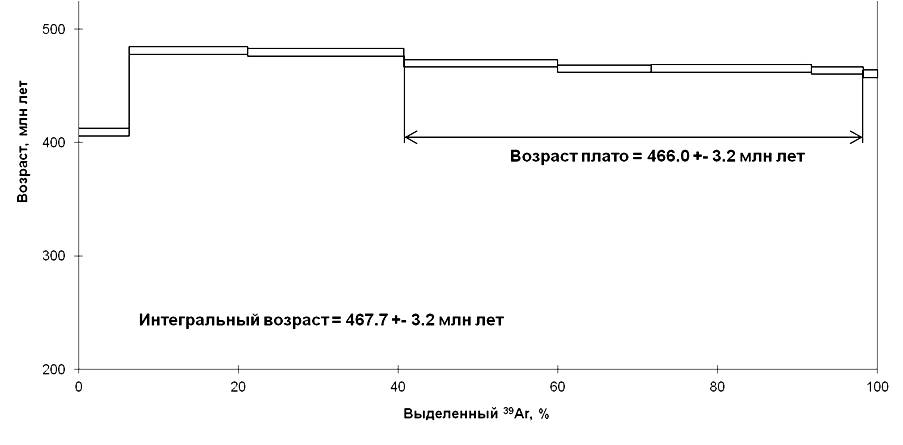 500
400
300
200
Возраст, млн лет
Возраст плато = 466.0 +- 3.2 млн лет
Интегральный возраст = 467.7 +- 3.2 млн лет
0 20 40 60 80 100
Выделенный ³⁹Ar, %